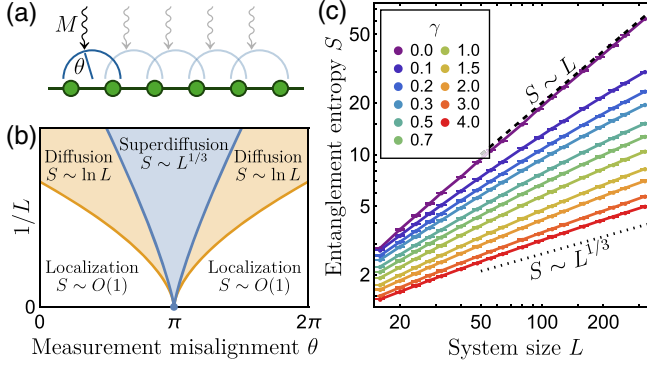 (a)
M
θ
(b)
Diffusion
S ∼ ln L
Superdiffusion
S ∼ L^{1/3}
Diffusion
S ∼ ln L
Localization
S ∼ O(1)
Localization
S ∼ O(1)
1/L
0
0
π
2π
Measurement misalignment θ
(c)
Entanglement entropy S
50
20
10
5
2
γ
0.0 1.0
0.1 1.5
0.2 2.0
0.3 3.0
0.5 4.0
0.7
S ∼ L
S ∼ L^{1/3}
20 50 100 200
System size L